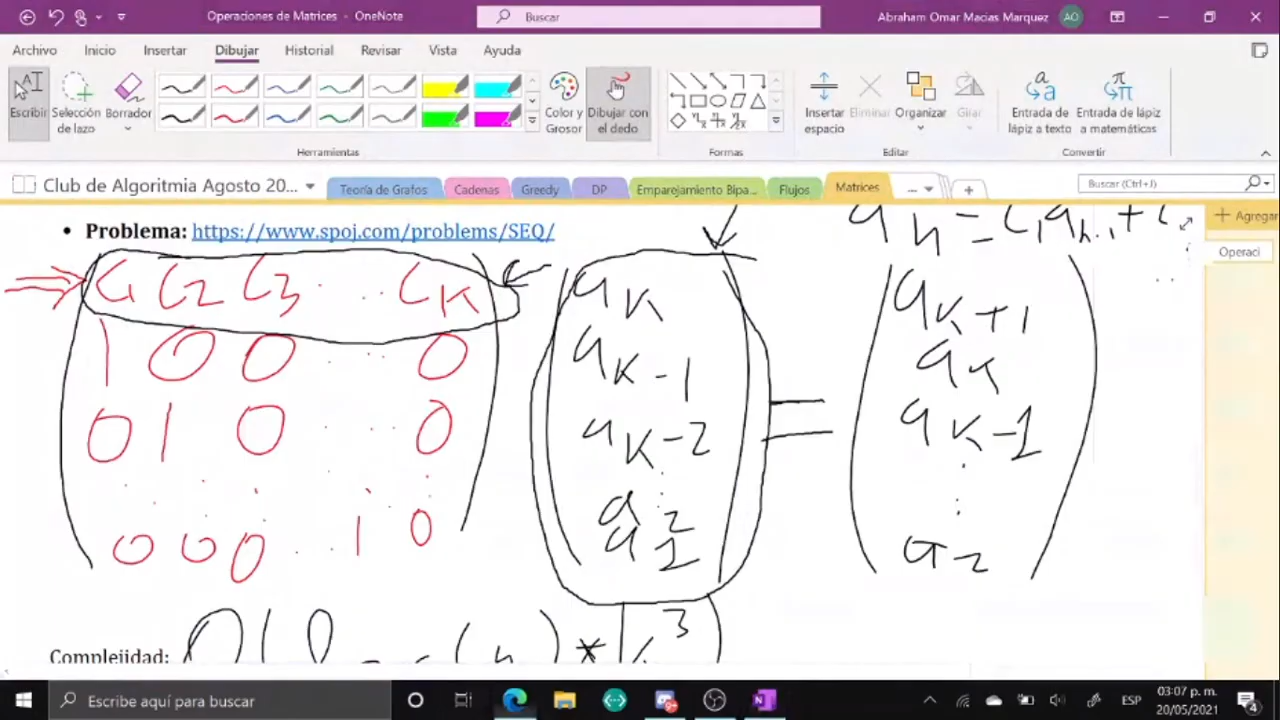 Operaciones de Matrices - OneNote
Buscar
Abraham Omar Macias Marquez AO
Archivo Inicio Insertar Dibujar Historial Revisar Vista Ayuda
Escribir
Selección de lazo
Borrador
Color y Grosor
Dibujar con el dedo
Insertar espacio
Eliminar
Organizar
Girar
Entrada de lápiz a texto
Entrada de lápiz a matemáticas
Herramientas
Formas
Editar
Convertir
Club de Algoritmia Agosto 20...
Teoría de Grafos
Cadenas
Greedy
DP
Emparejamiento Bipa...
Flujos
Matrices
...
Buscar (Ctrl+J)
Agregar
Operaci
• Problema: https://www.spoj.com/problems/SEQ/
C1 C2 C3 . . . CK
1 0 0 . . . 0
0 1 0 . . . 0
0 0 0 . . 1 0
aK
aK-1
aK-2
a2
a1
=
aK+1
aK
aK-1
a2
Complejidad:
Escribe aquí para buscar
ESP
03:07 p. m.
20/05/2021
4